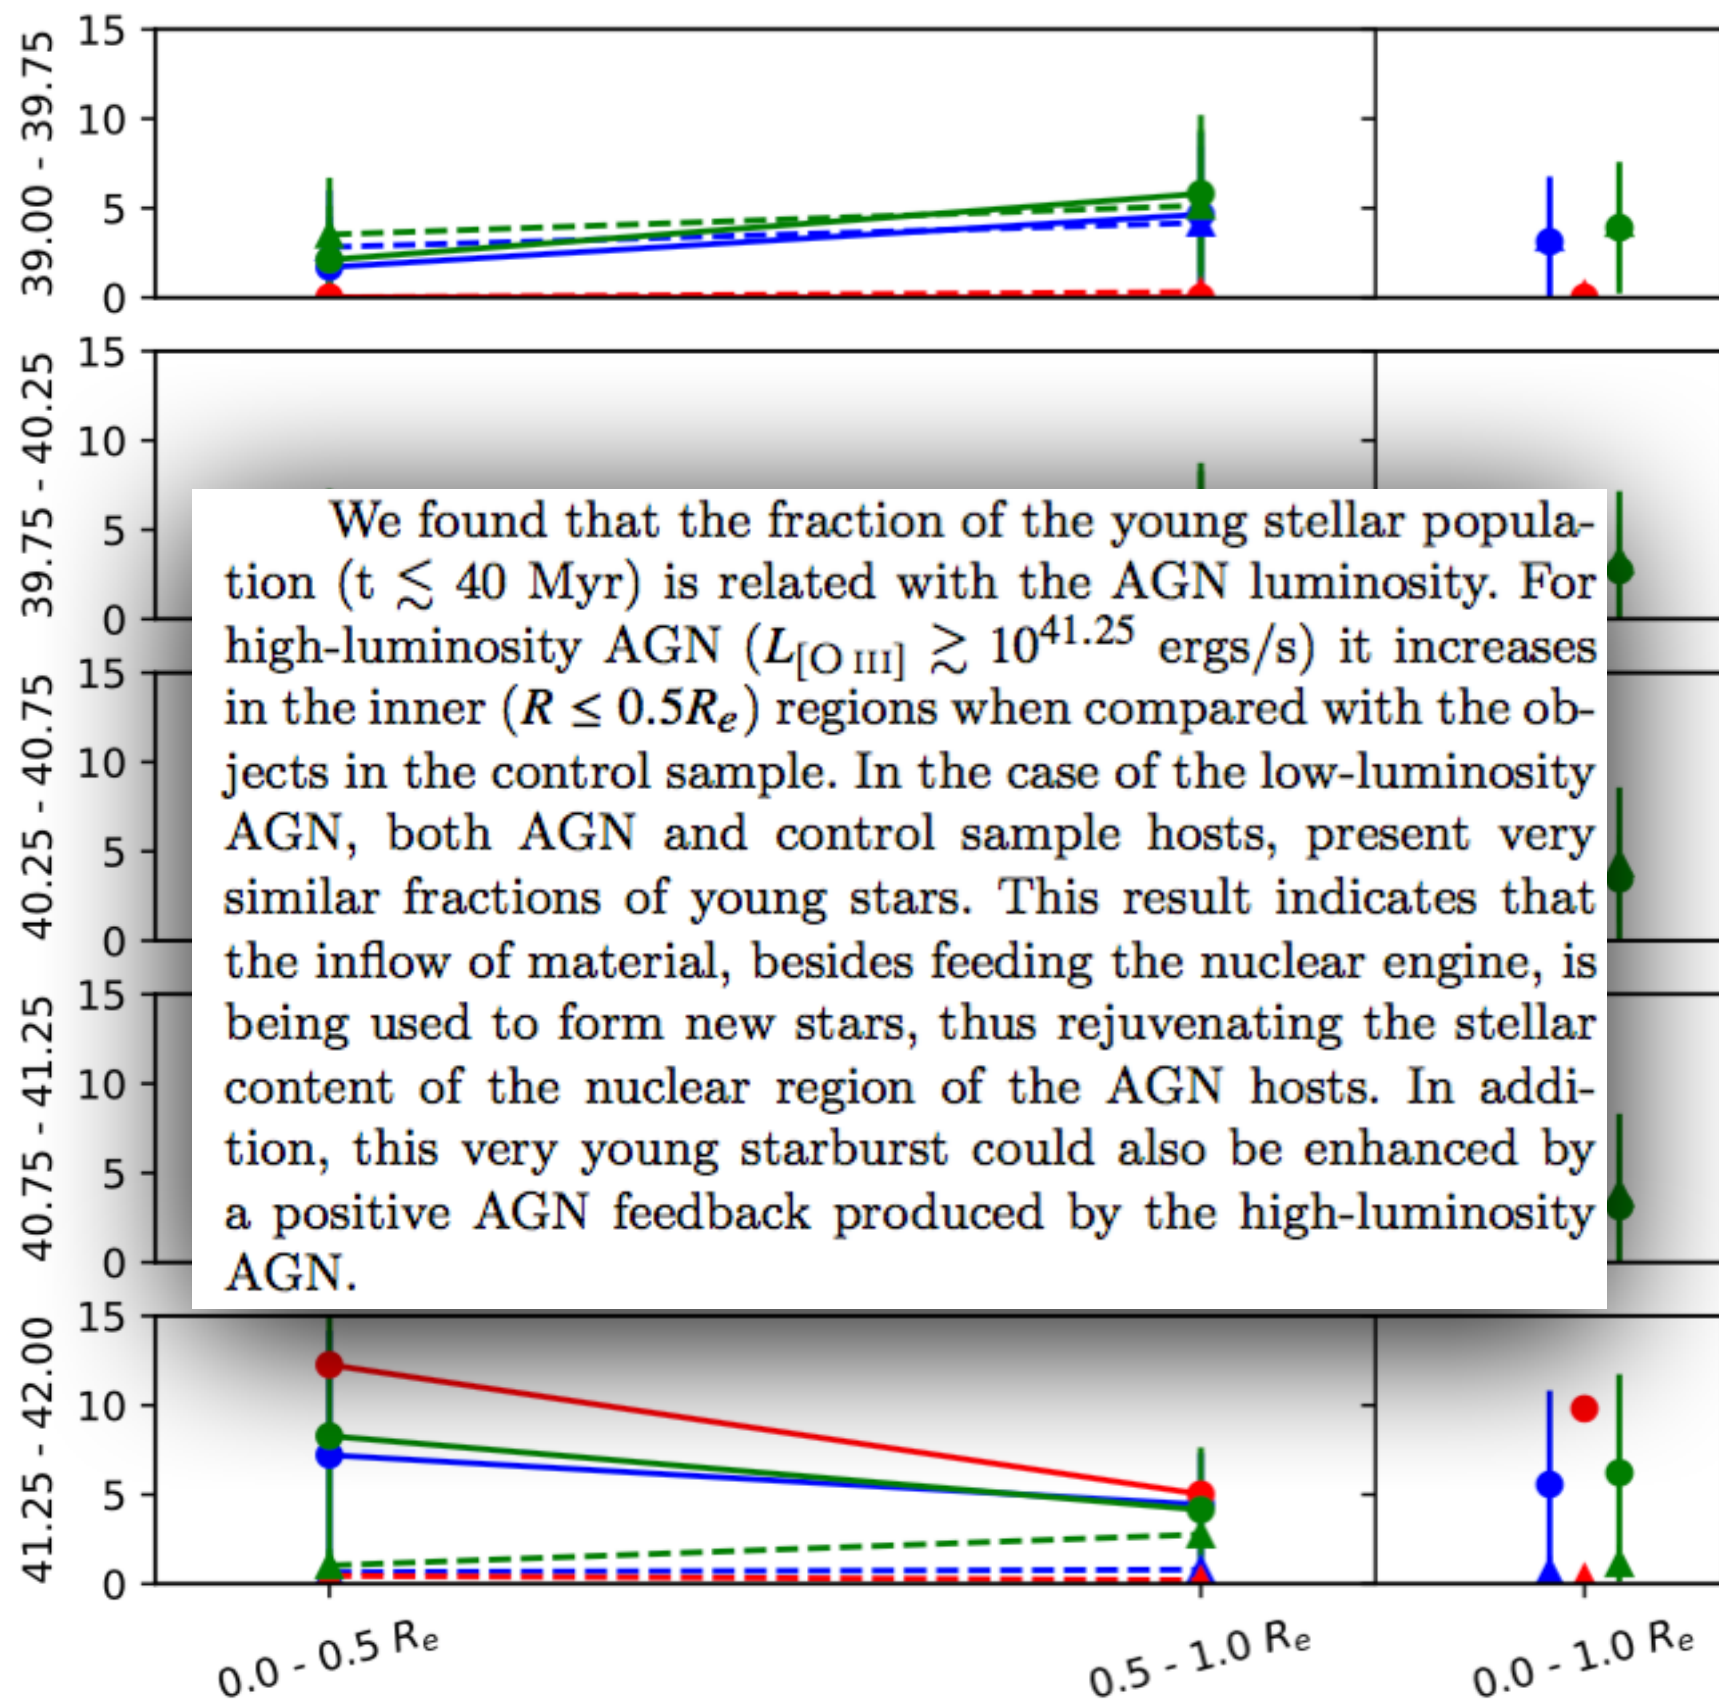 39.00 - 39.75
15
10
5
0
39.75 - 40.25
15
10
5
0
40.25 - 40.75
15
10
5
0
40.75 - 41.25
15
10
5
0
41.25 - 42.00
15
10
5
0
We found that the fraction of the young stellar popula-
tion (t ≲ 40 Myr) is related with the AGN luminosity. For
high-luminosity AGN (L[O III] ≳ 10^41.25 ergs/s) it increases
in the inner (R ≤ 0.5Re) regions when compared with the ob-
jects in the control sample. In the case of the low-luminosity
AGN, both AGN and control sample hosts, present very
similar fractions of young stars. This result indicates that
the inflow of material, besides feeding the nuclear engine, is
being used to form new stars, thus rejuvenating the stellar
content of the nuclear region of the AGN hosts. In addi-
tion, this very young starburst could also be enhanced by
a positive AGN feedback produced by the high-luminosity
AGN.
0.0 - 0.5 Re
0.5 - 1.0 Re
0.0 - 1.0 Re